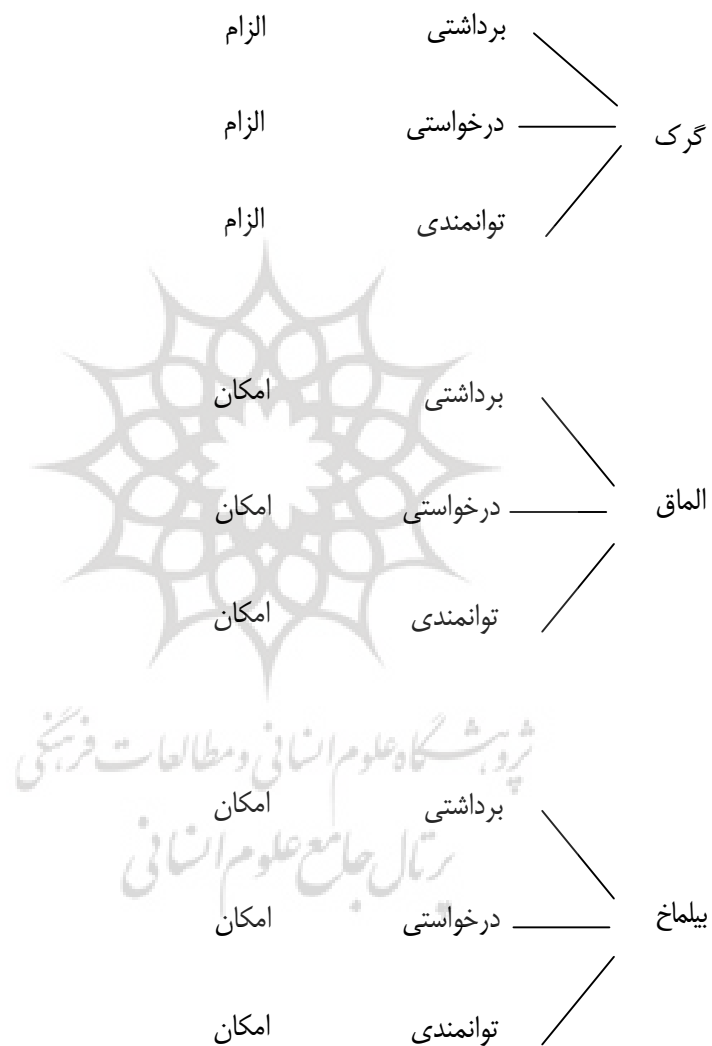 برداشتی الزام
گرک درخواستی الزام
توانمندی الزام
برداشتی امکان
الماق درخواستی امکان
توانمندی امکان
پژوهشگاه علوم انسانی و مطالعات فرهنگی
برداشتی امکان
پرتال جامع علوم انسانی
بیلماخ درخواستی امکان
توانمندی امکان